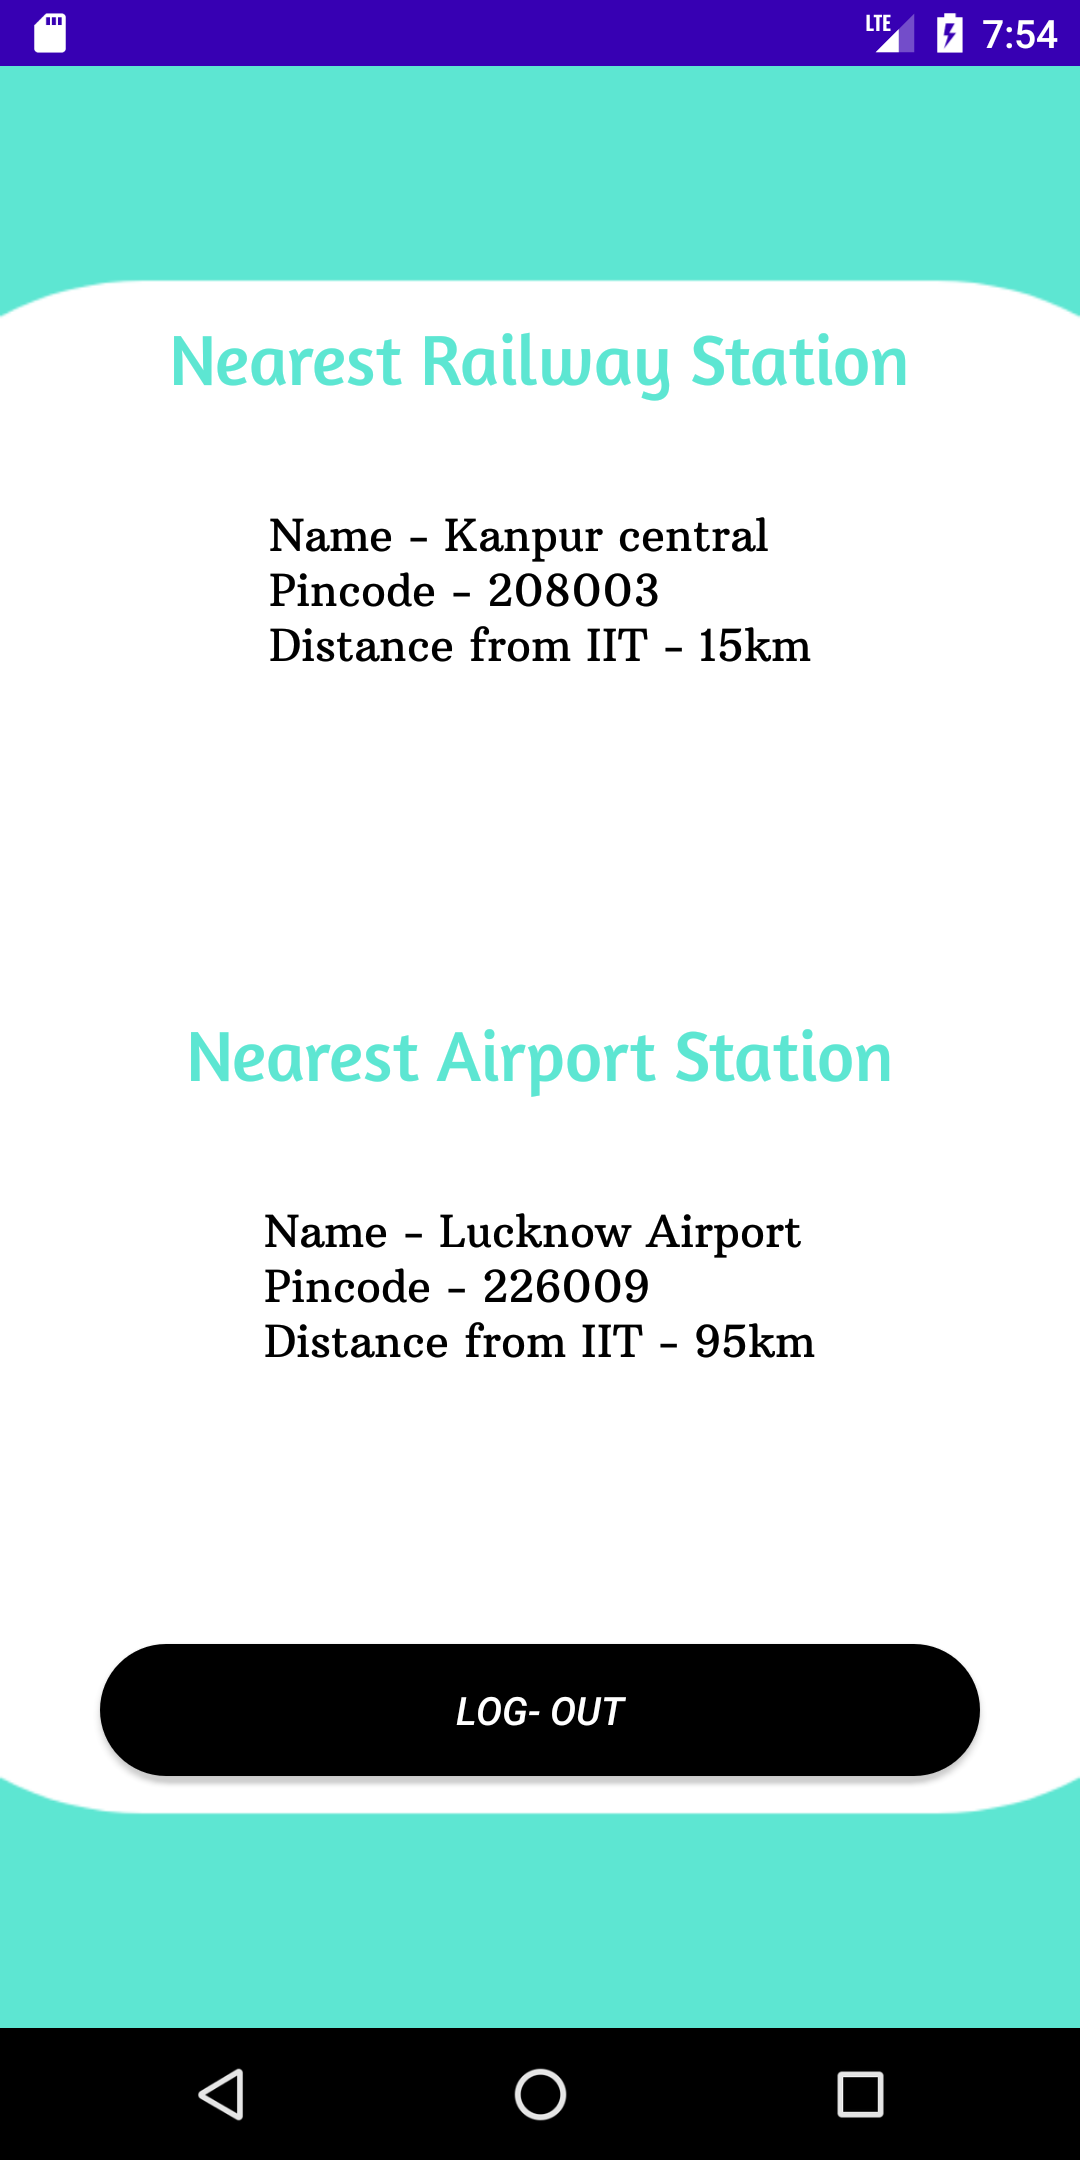 LTE 7:54
Nearest Railway Station
Name - Kanpur central
Pincode - 208003
Distance from IIT - 15km
Nearest Airport Station
Name - Lucknow Airport
Pincode - 226009
Distance from IIT - 95km
LOG- OUT